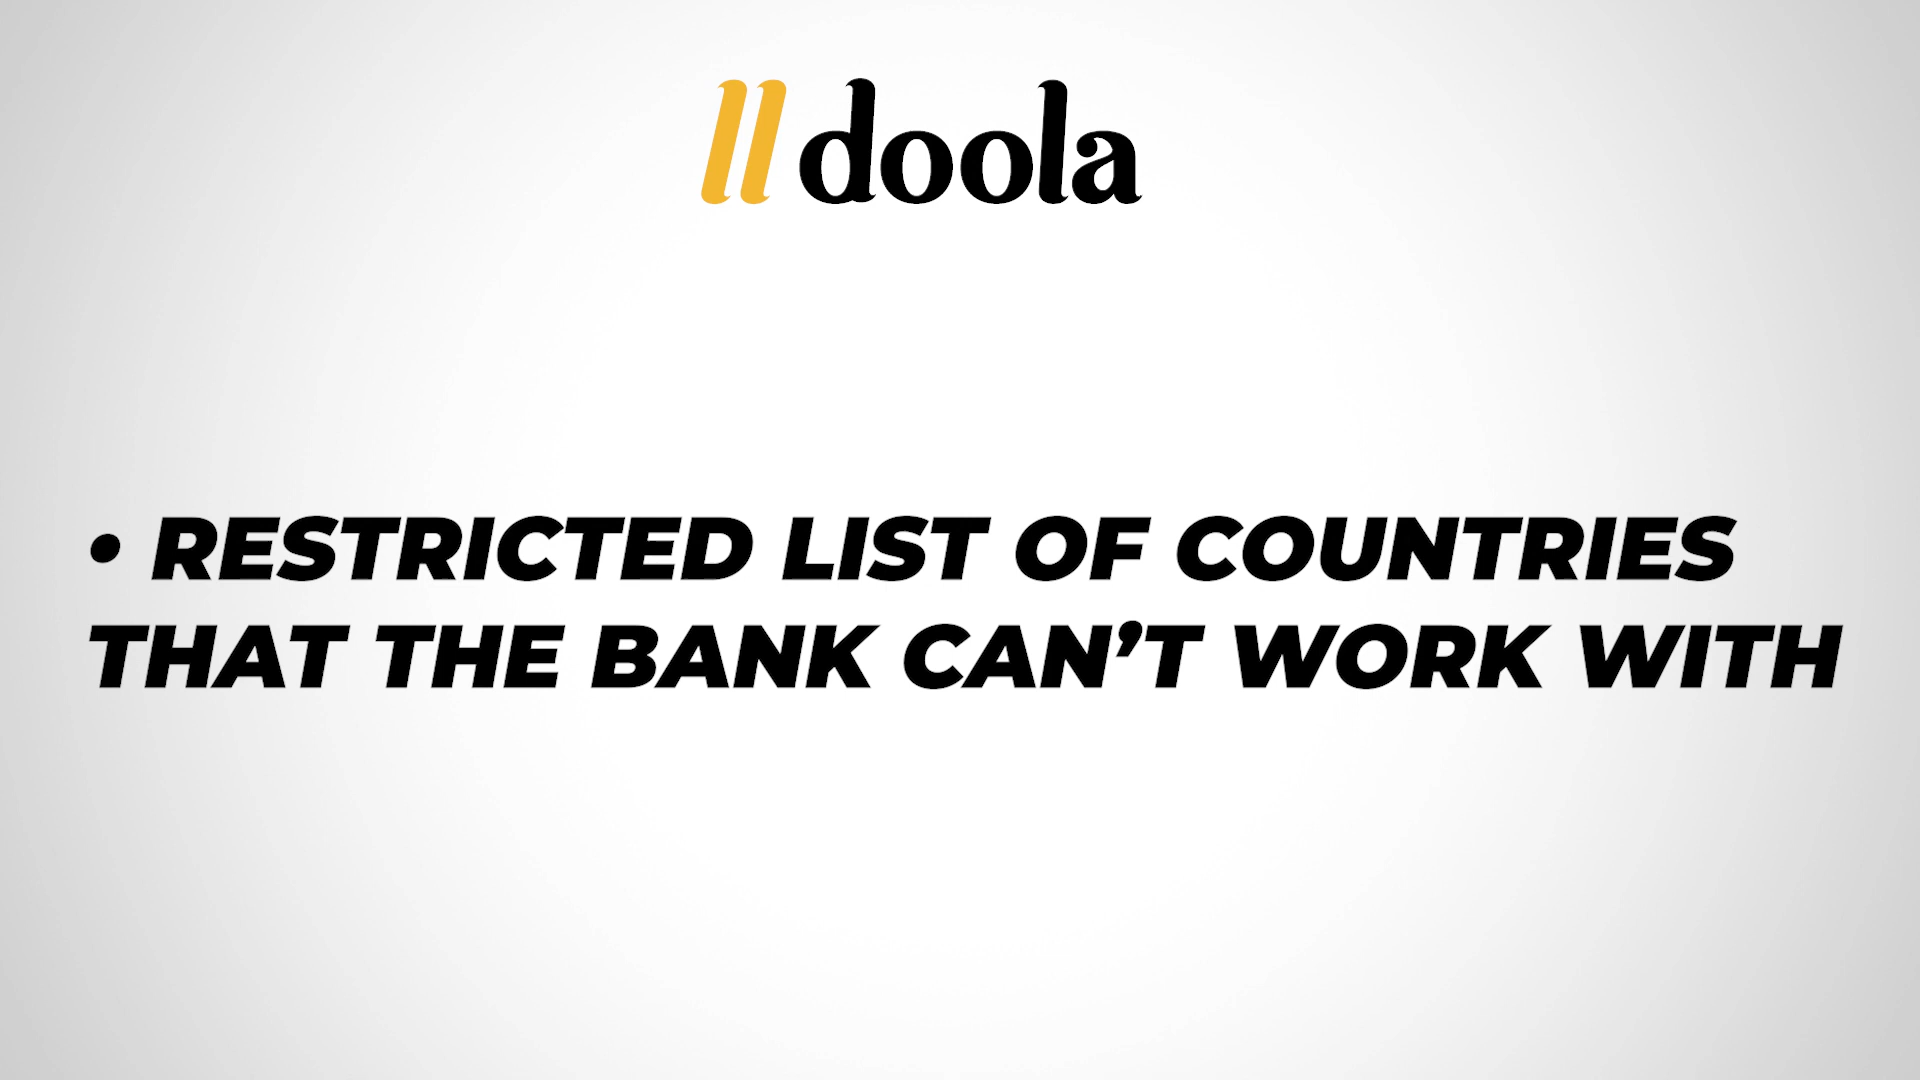 doola
• RESTRICTED LIST OF COUNTRIES
THAT THE BANK CAN’T WORK WITH